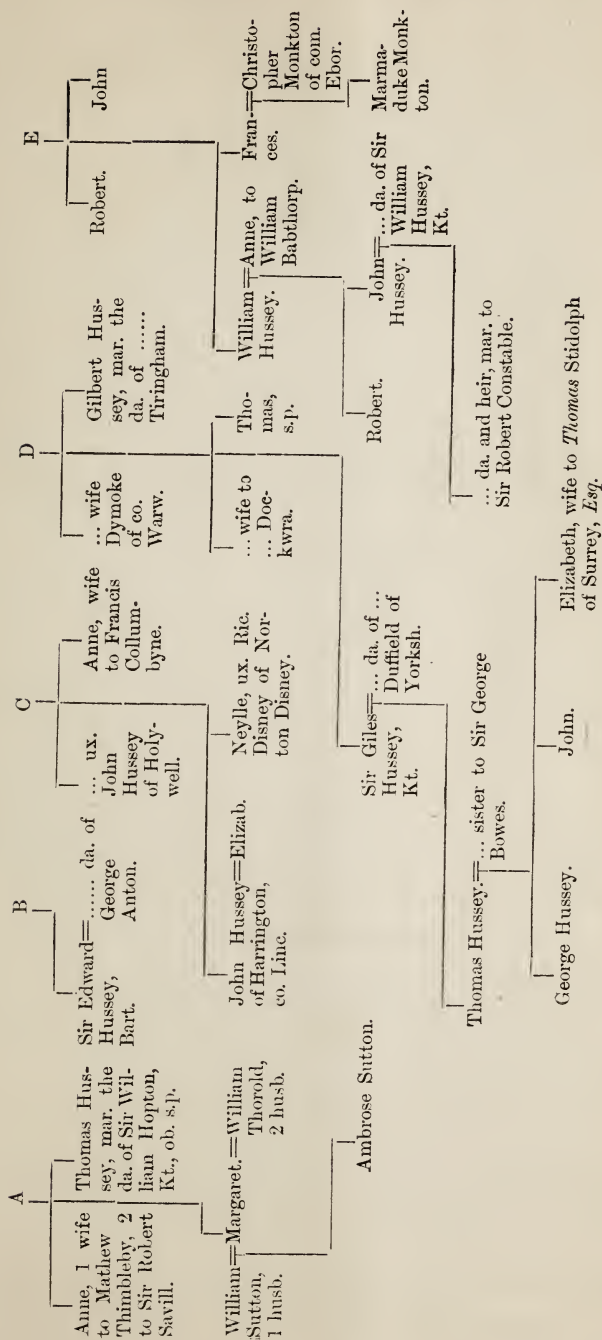 A
Anne, 1 wife
to Mathew
Thimbleby, 2
to Sir Robert
Savill.
Thomas Hus-
sey, mar. the
da. of Sir Wil-
liam Hopton,
Kt., ob. s.p.
William=Margaret.=William
Sutton,
1 husb.
Thorold,
2 husb.
Ambrose Sutton.
B
Sir Edward=...... da. of
Hussey,
Bart.
George
Anton.
C
... ux.
John
Hussey
of Holy-
well.
Anne, wife
to Francis
Collum-
byne.
John Hussey=Elizab.
of Harrington,
co. Linc.
Neylle, ux. Ric.
Disney of Nor-
ton Disney.
D
... wife
Dymoke
of co.
Warw.
Gilbert Hus-
sey, mar. the
da. of ......
Tiringham.
... wife to
... Doc-
kwra.
Tho-
mas,
s.p.
Sir Giles=... da. of ...
Hussey,
Kt.
Duffield of
Yorksh.
Thomas Hussey.=... sister to Sir George
Bowes.
George Hussey.
John.
Elizabeth, wife to Thomas Stidolph
of Surrey, Esq.
E
Robert.
John
William=Anne, to
Hussey.
William
Babthorp.
Fran-=Christo-
ces.
pher
Monkton
of com.
Ebor.
Robert.
John=... da. of Sir
Hussey.
William
Hussey,
Kt.
Marma-
duke Monk-
ton.
... da. and heir, mar. to
Sir Robert Constable.